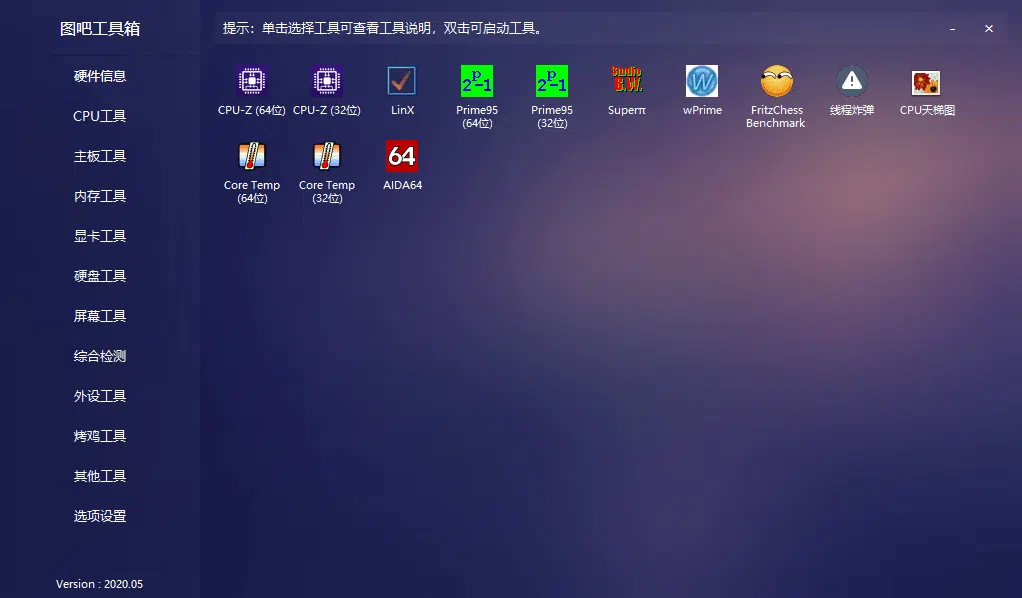 图吧工具箱
提示：单击选择工具可查看工具说明，双击可启动工具。
硬件信息
CPU工具
主板工具
内存工具
显卡工具
硬盘工具
屏幕工具
综合检测
外设工具
烤鸡工具
其他工具
选项设置
Version : 2020.05
CPU-Z (64位)
CPU-Z (32位)
LinX
2ᵖ-1
Prime95
(64位)
2ᵖ-1
Prime95
(32位)
Studio
B.W.
Superπ
W
wPrime
FritzChess
Benchmark
线程炸弹
CPU天梯图
Core Temp
(64位)
Core Temp
(32位)
64
AIDA64